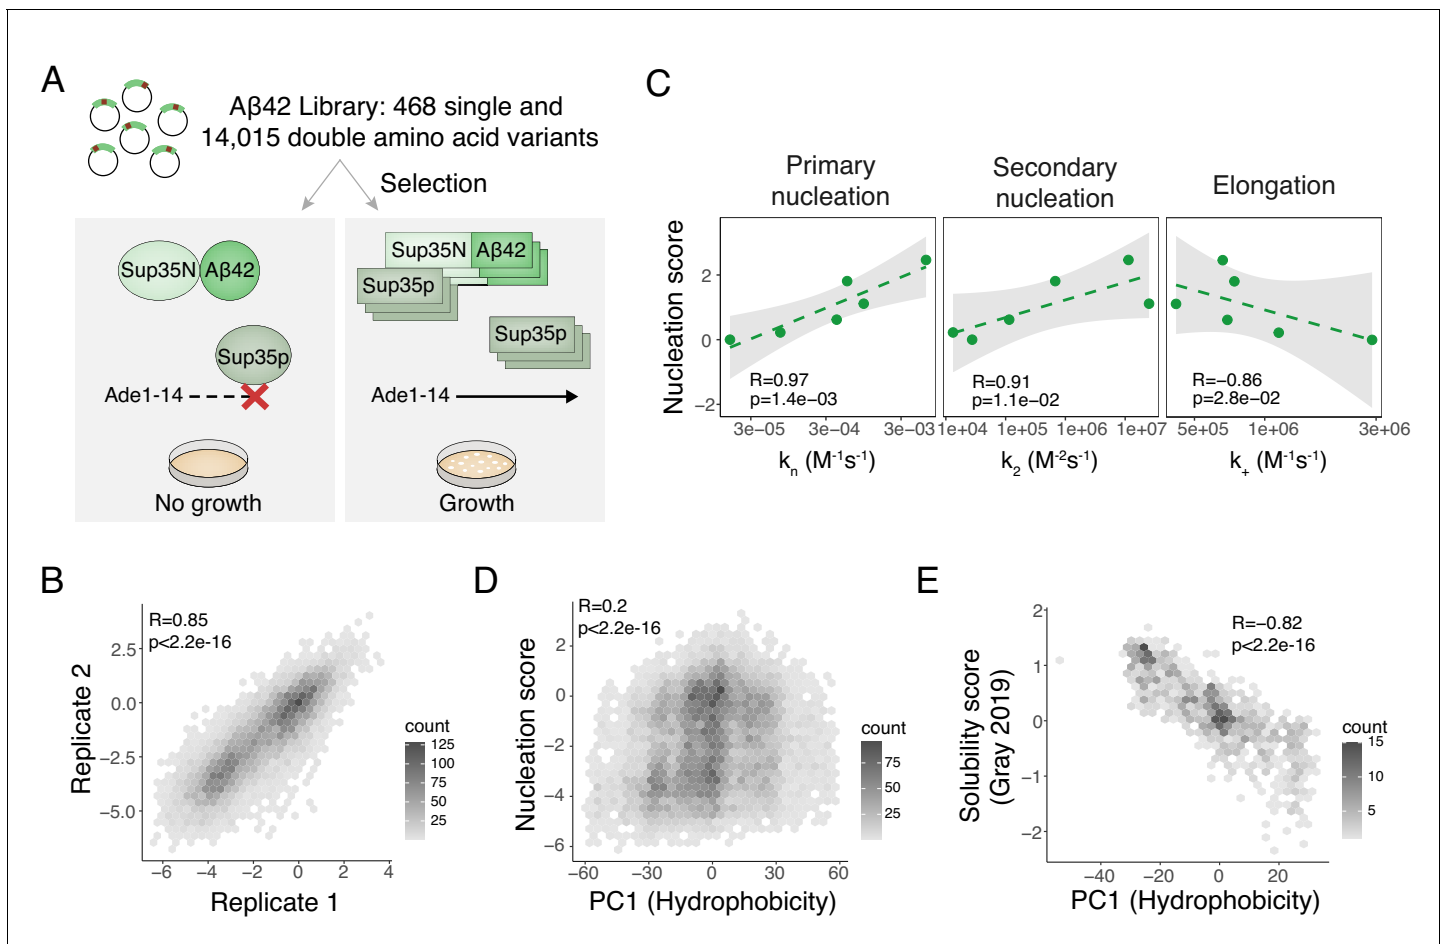 A
Aβ42 Library: 468 single and
14,015 double amino acid variants
Selection
Sup35N
Aβ42
Sup35p
Ade1-14
No growth
Sup35N
Aβ42
Sup35p
Sup35p
Ade1-14
Growth
C
Primary
nucleation
Secondary
nucleation
Elongation
Nucleation score
2
0
−2
R=0.97
p=1.4e−03
R=0.91
p=1.1e−02
R=−0.86
p=2.8e−02
3e−05
3e−04
3e−03
1e+04
1e+05
1e+06
1e+07
5e+05
1e+06
3e+06
kn (M-1s-1)
k2 (M-2s-1)
k+ (M-1s-1)
B
R=0.85
p<2.2e-16
Replicate 2
2.5
0.0
−2.5
−5.0
−6
−4
−2
0
2
4
Replicate 1
count
125
100
75
50
25
D
R=0.2
p<2.2e-16
Nucleation score
2
0
−2
−4
−6
−60
−30
0
30
60
PC1 (Hydrophobicity)
count
75
50
25
E
R=−0.82
p<2.2e-16
Solubility score
(Gray 2019)
2
1
0
−1
−2
−40
−20
0
20
PC1 (Hydrophobicity)
count
15
10
5